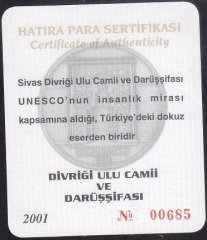 HATIRA PARA SERTİFİKASI
Certificate of Authenticity
Sivas Divriği Ulu Camii ve Darüşşifası
UNESCO'nun insanlık mirası
kapsamına aldığı, Türkiye'deki dokuz
eserden biridir
DİVRİĞİ ULU CAMII
VE
DARÜŞŞİFASI
2001 № 00685